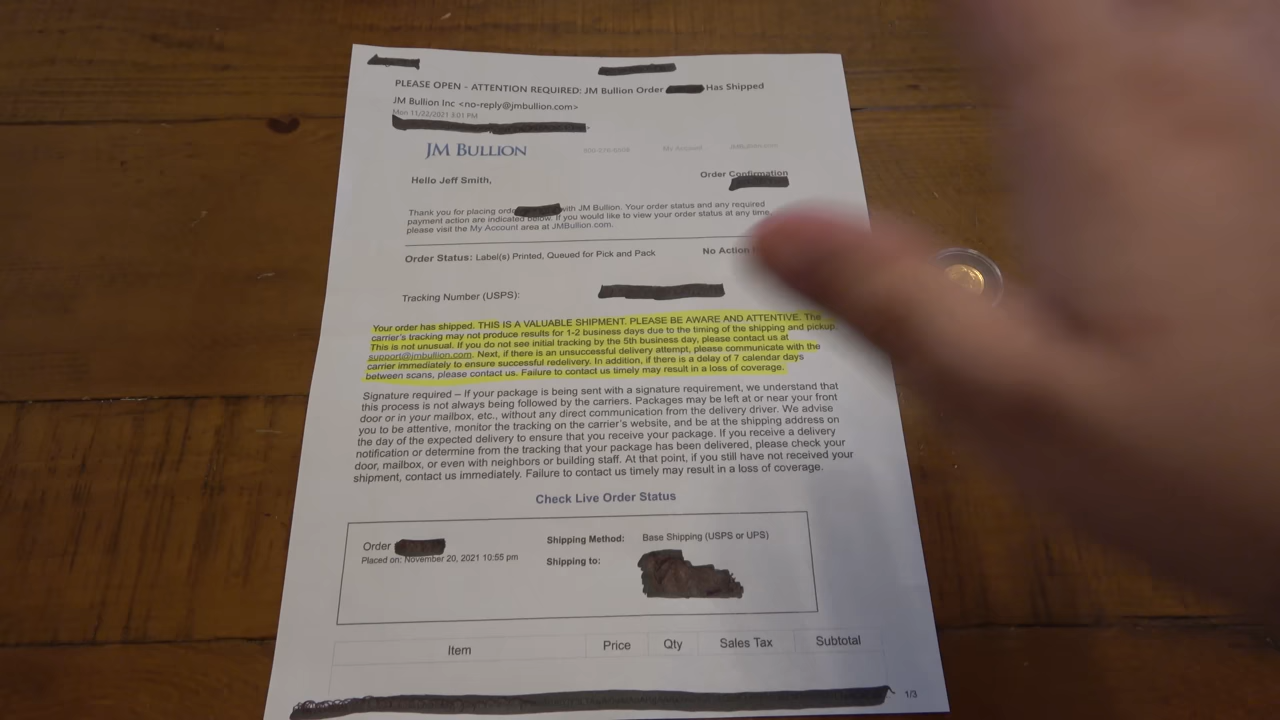 PLEASE OPEN - ATTENTION REQUIRED: JM Bullion Order Has Shipped
JM Bullion Inc <no-reply@jmbullion.com>
Mon 11/22/2021 3:01 PM
JM BULLION
My Account
JMBullion.com
Hello Jeff Smith,
Order Confirmation
Thank you for placing order with JM Bullion. Your order status and any required
payment action are indicated below. If you would like to view your order status at any time,
please visit the My Account area at JMBullion.com.
Order Status: Label(s) Printed, Queued for Pick and Pack
No Action
Tracking Number (USPS):
Your order has shipped. THIS IS A VALUABLE SHIPMENT. PLEASE BE AWARE AND ATTENTIVE. The
carrier's tracking may not produce results for 1-2 business days due to the timing of the shipping and pickup.
This is not unusual. If you do not see initial tracking by the 5th business day, please contact us at
support@jmbullion.com. Next, if there is an unsuccessful delivery attempt, please communicate with the
carrier immediately to ensure successful redelivery. In addition, if there is a delay of 7 calendar days
between scans, please contact us. Failure to contact us timely may result in a loss of coverage.
Signature required – If your package is being sent with a signature requirement, we understand that
this process is not always being followed by the carriers. Packages may be left at or near your front
door or in your mailbox, etc., without any direct communication from the delivery driver. We advise
you to be attentive, monitor the tracking on the carrier's website, and be at the shipping address on
the day of the expected delivery to ensure that you receive your package. If you receive a delivery
notification or determine from the tracking that your package has been delivered, please check your
door, mailbox, or even with neighbors or building staff. At that point, if you still have not received your
shipment, contact us immediately. Failure to contact us timely may result in a loss of coverage.
Check Live Order Status
Order
Placed on: November 20, 2021 10:55 pm
Shipping Method: Base Shipping (USPS or UPS)
Shipping to:
Item Price Qty Sales Tax Subtotal
1/3